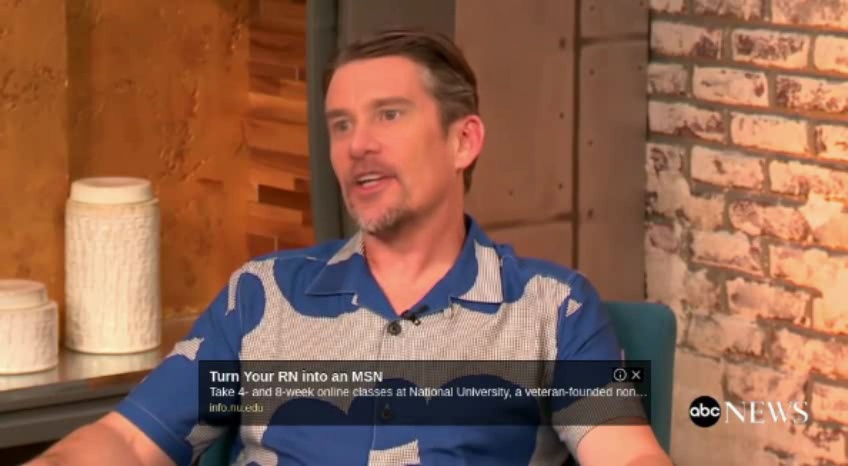 Turn Your RN into an MSN
Take 4- and 8-week online classes at National University, a veteran-founded non...
info.nu.edu
abc NEWS